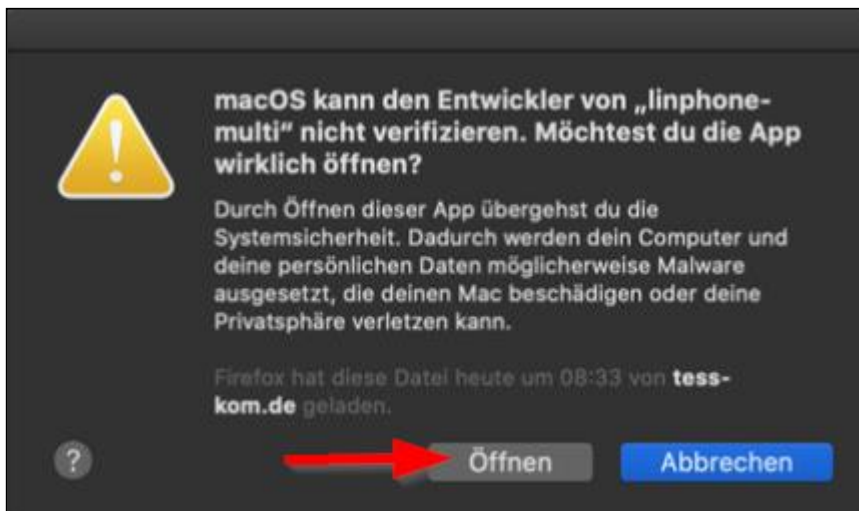 macOS kann den Entwickler von „linphone-
multi“ nicht verifizieren. Möchtest du die App
wirklich öffnen?
Durch Öffnen dieser App übergehst du die
Systemsicherheit. Dadurch werden dein Computer und
deine persönlichen Daten möglicherweise Malware
ausgesetzt, die deinen Mac beschädigen oder deine
Privatsphäre verletzen kann.
Firefox hat diese Datei heute um 08:33 von tess-
kom.de geladen.
? Öffnen Abbrechen